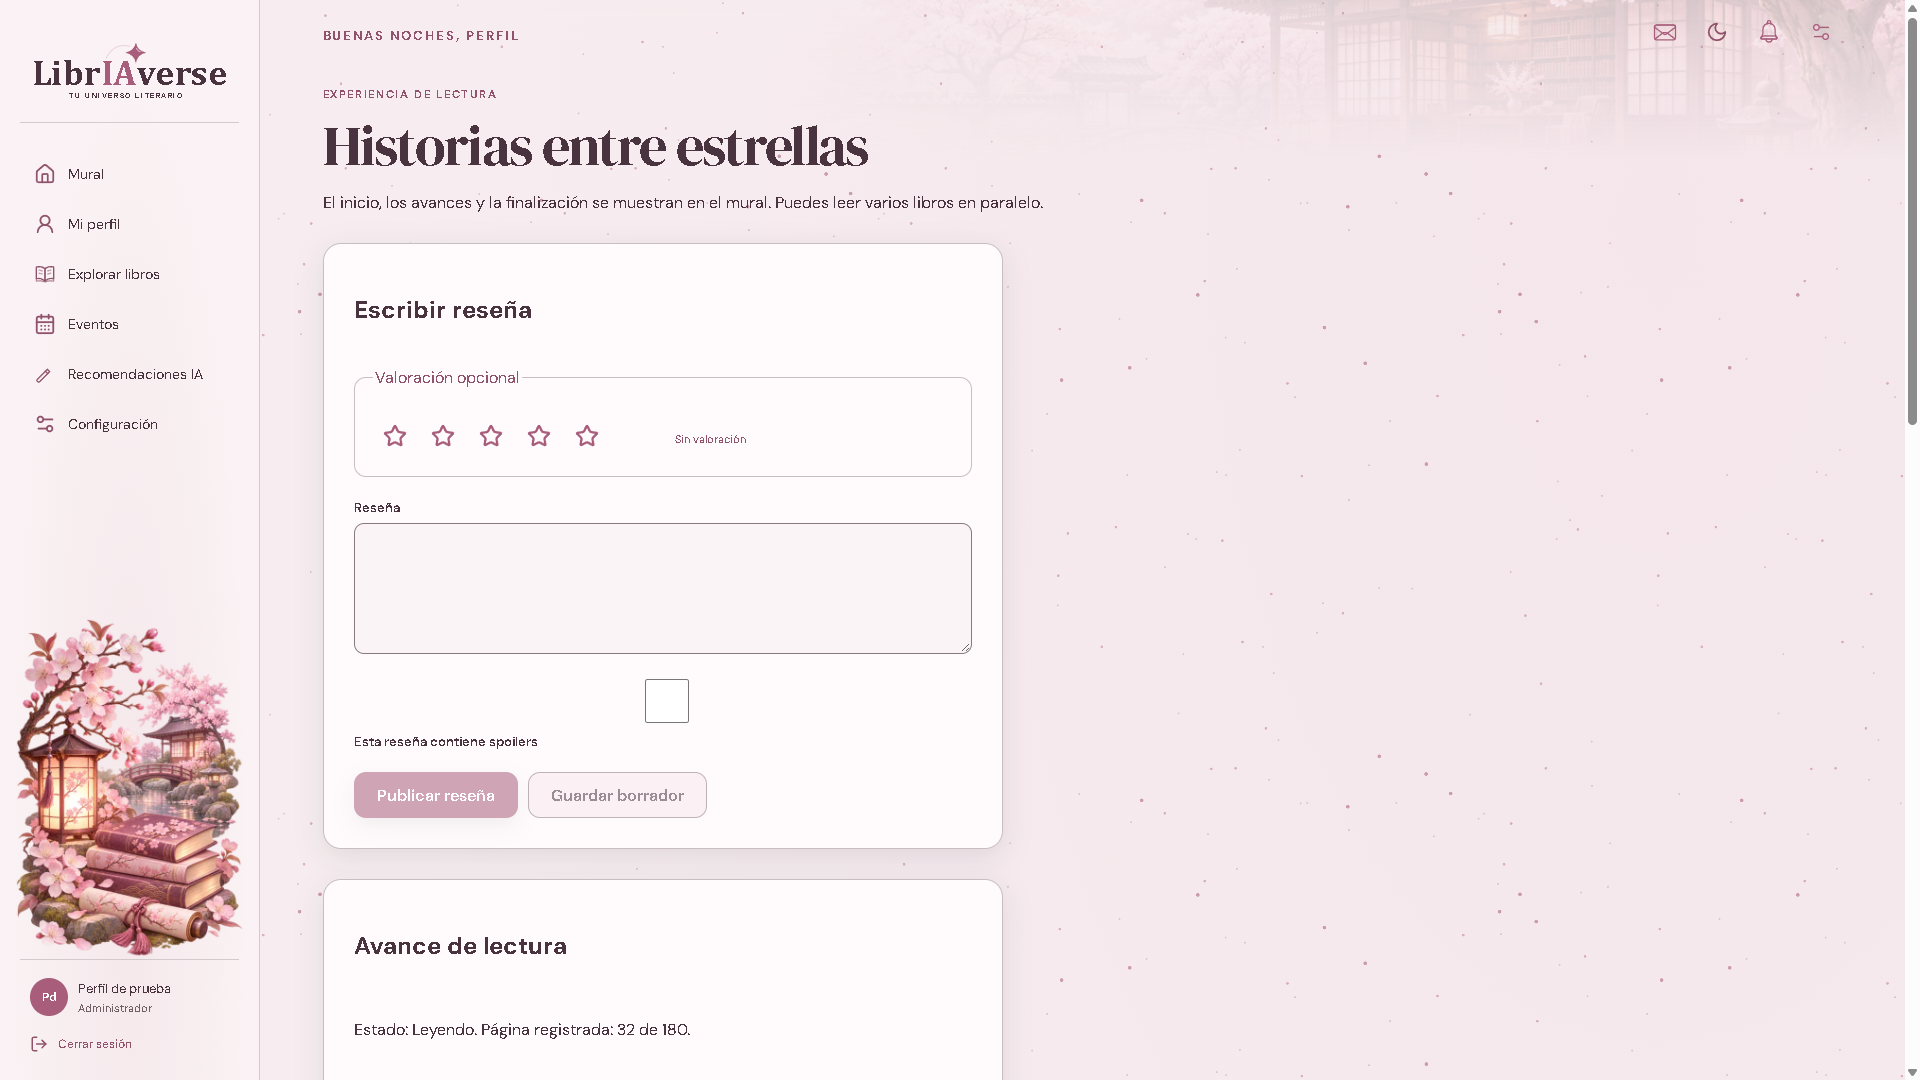 LibrIAverse
TU UNIVERSO LITERARIO
Mural
Mi perfil
Explorar libros
Eventos
Recomendaciones IA
Configuración
Pd
Perfil de prueba
Administrador
Cerrar sesión
BUENAS NOCHES, PERFIL
EXPERIENCIA DE LECTURA
Historias entre estrellas
El inicio, los avances y la finalización se muestran en el mural. Puedes leer varios libros en paralelo.
Escribir reseña
Valoración opcional
Sin valoración
Reseña
Esta reseña contiene spoilers
Publicar reseña
Guardar borrador
Avance de lectura
Estado: Leyendo. Página registrada: 32 de 180.